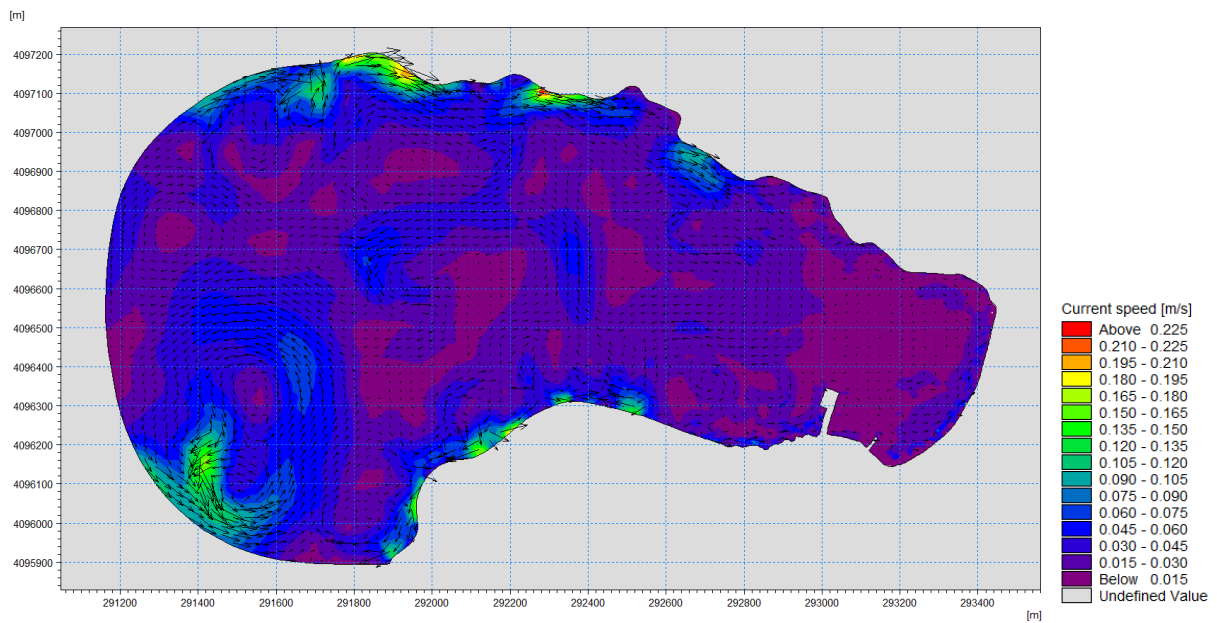 [m]
4097200
4097100
4097000
4096900
4096800
4096700
4096600
4096500
4096400
4096300
4096200
4096100
4096000
4095900
291200 291400 291600 291800 292000 292200 292400 292600 292800 293000 293200 293400
[m]
Current speed [m/s]
Above 0.225
0.210 - 0.225
0.195 - 0.210
0.180 - 0.195
0.165 - 0.180
0.150 - 0.165
0.135 - 0.150
0.120 - 0.135
0.105 - 0.120
0.090 - 0.105
0.075 - 0.090
0.060 - 0.075
0.045 - 0.060
0.030 - 0.045
0.015 - 0.030
Below 0.015
Undefined Value